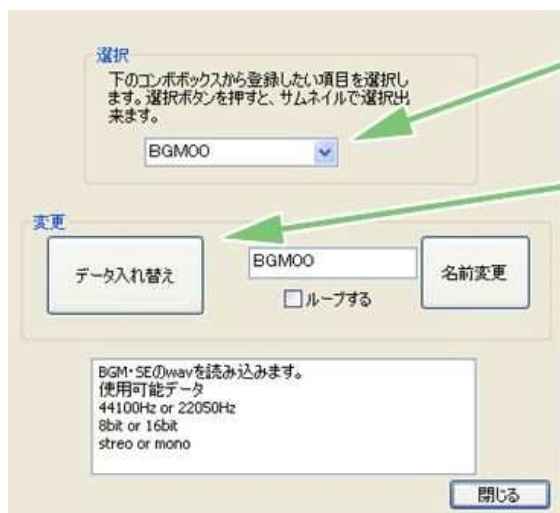 選択
下のコンボボックスから登録したい項目を選択し
ます。選択ボタンを押すと、サムネイルで選択出
来ます。
BGM00
変更
データ入れ替え
BGM00
ループする
名前変更
BGM・SEのwavを読み込みます。
使用可能データ
44100Hz or 22050Hz
8bit or 16bit
streo or mono
閉じる